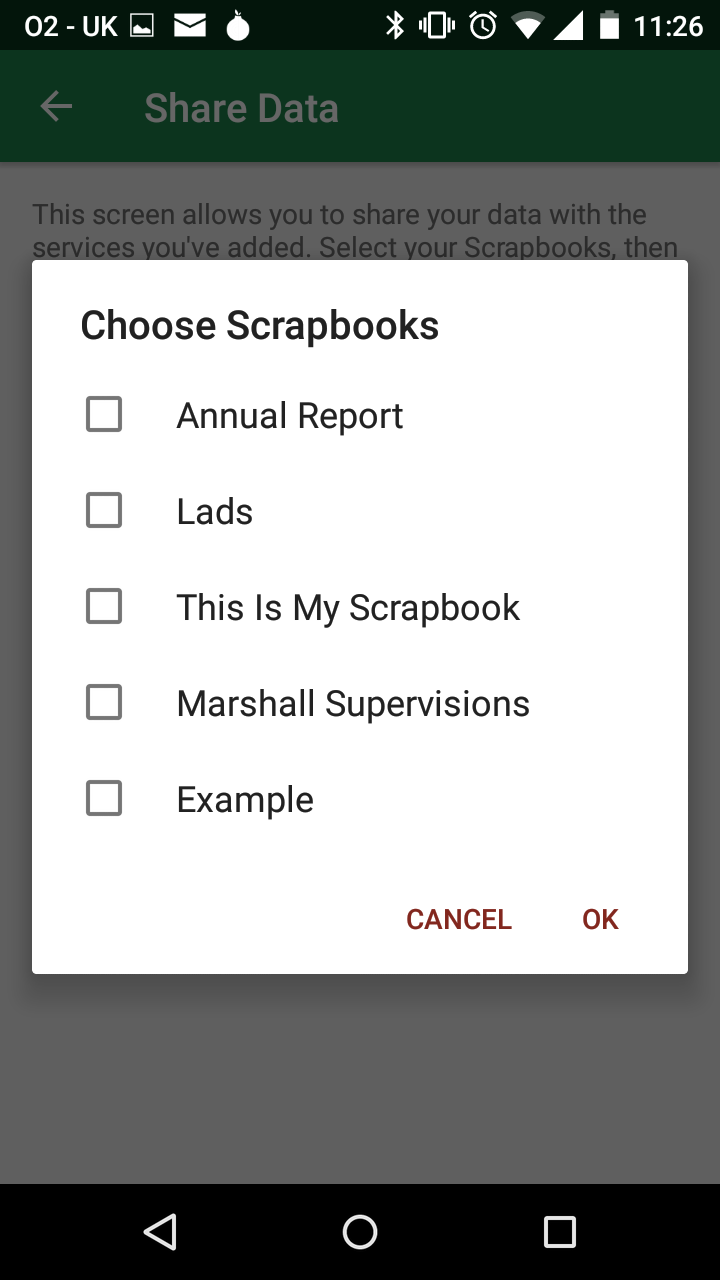 O2 - UK 11:26
Share Data
This screen allows you to share your data with the
services you've added. Select your Scrapbooks, then
Choose Scrapbooks
Annual Report
Lads
This Is My Scrapbook
Marshall Supervisions
Example
CANCEL OK